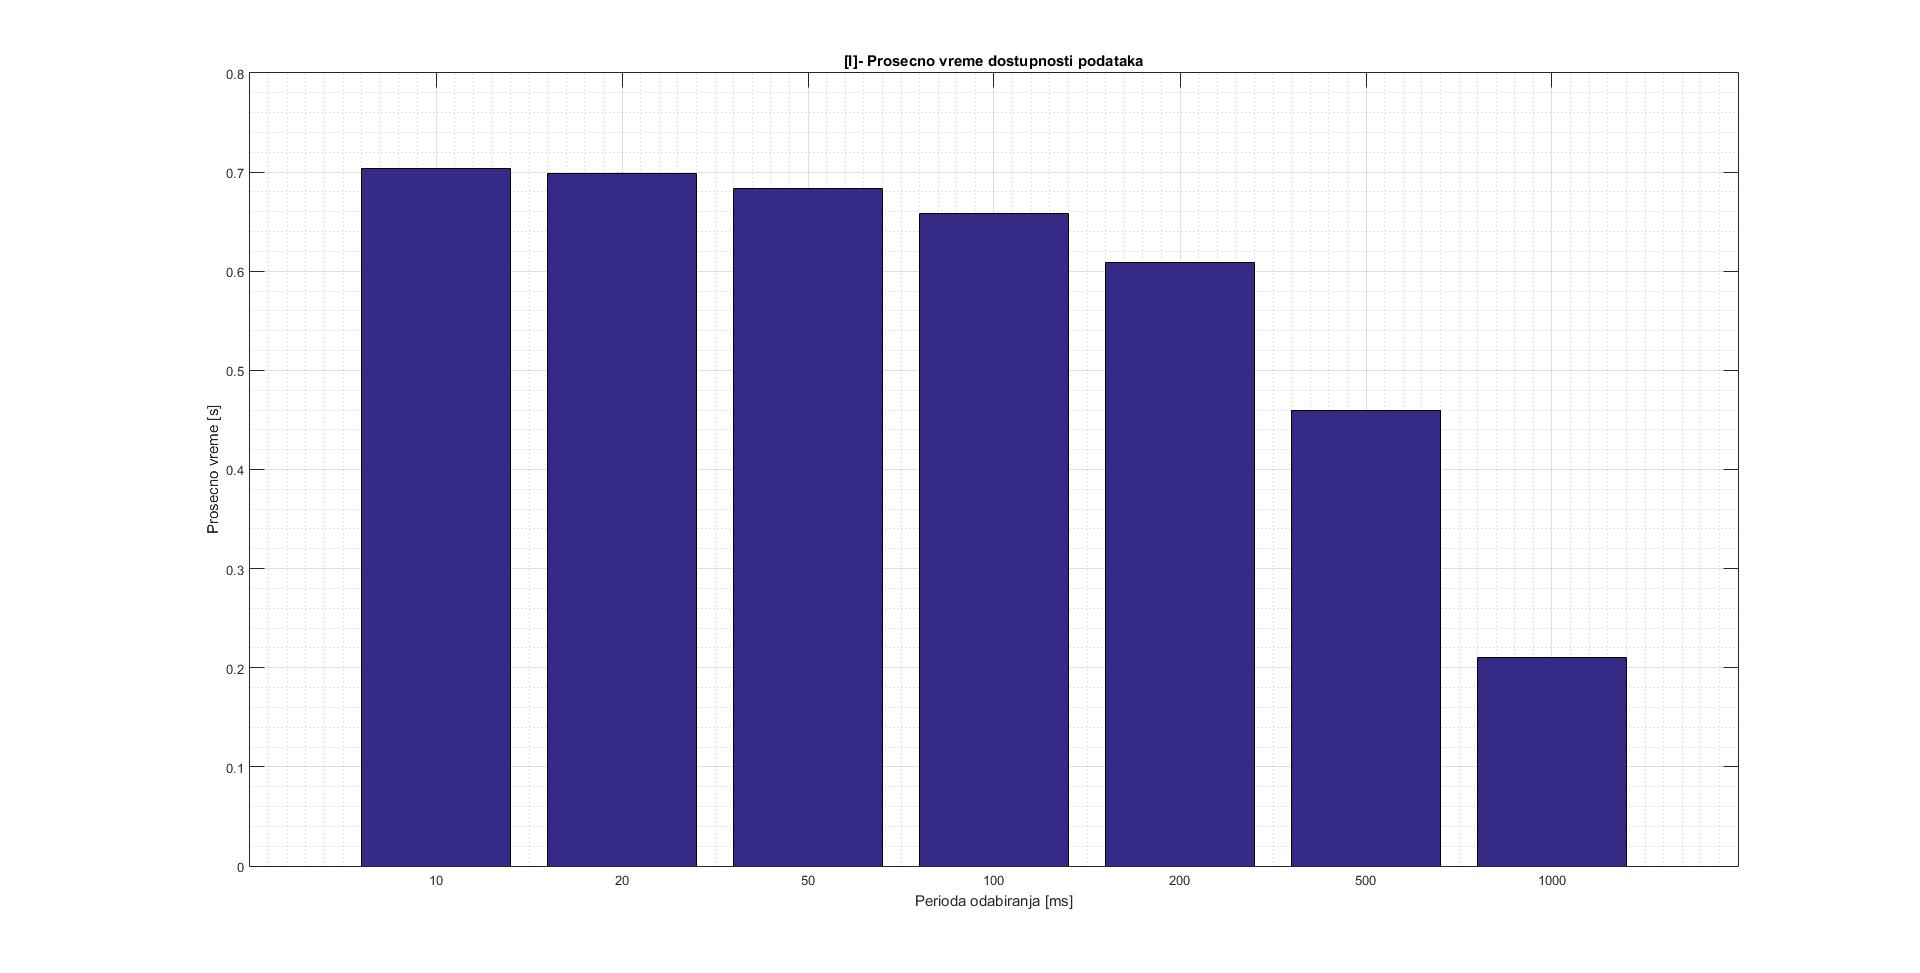 [I]- Prosecno vreme dostupnosti podataka
0.8
0.7
0.6
0.5
0.4
0.3
0.2
0.1
0
Prosecno vreme [s]
10 20 50 100 200 500 1000
Perioda odabiranja [ms]